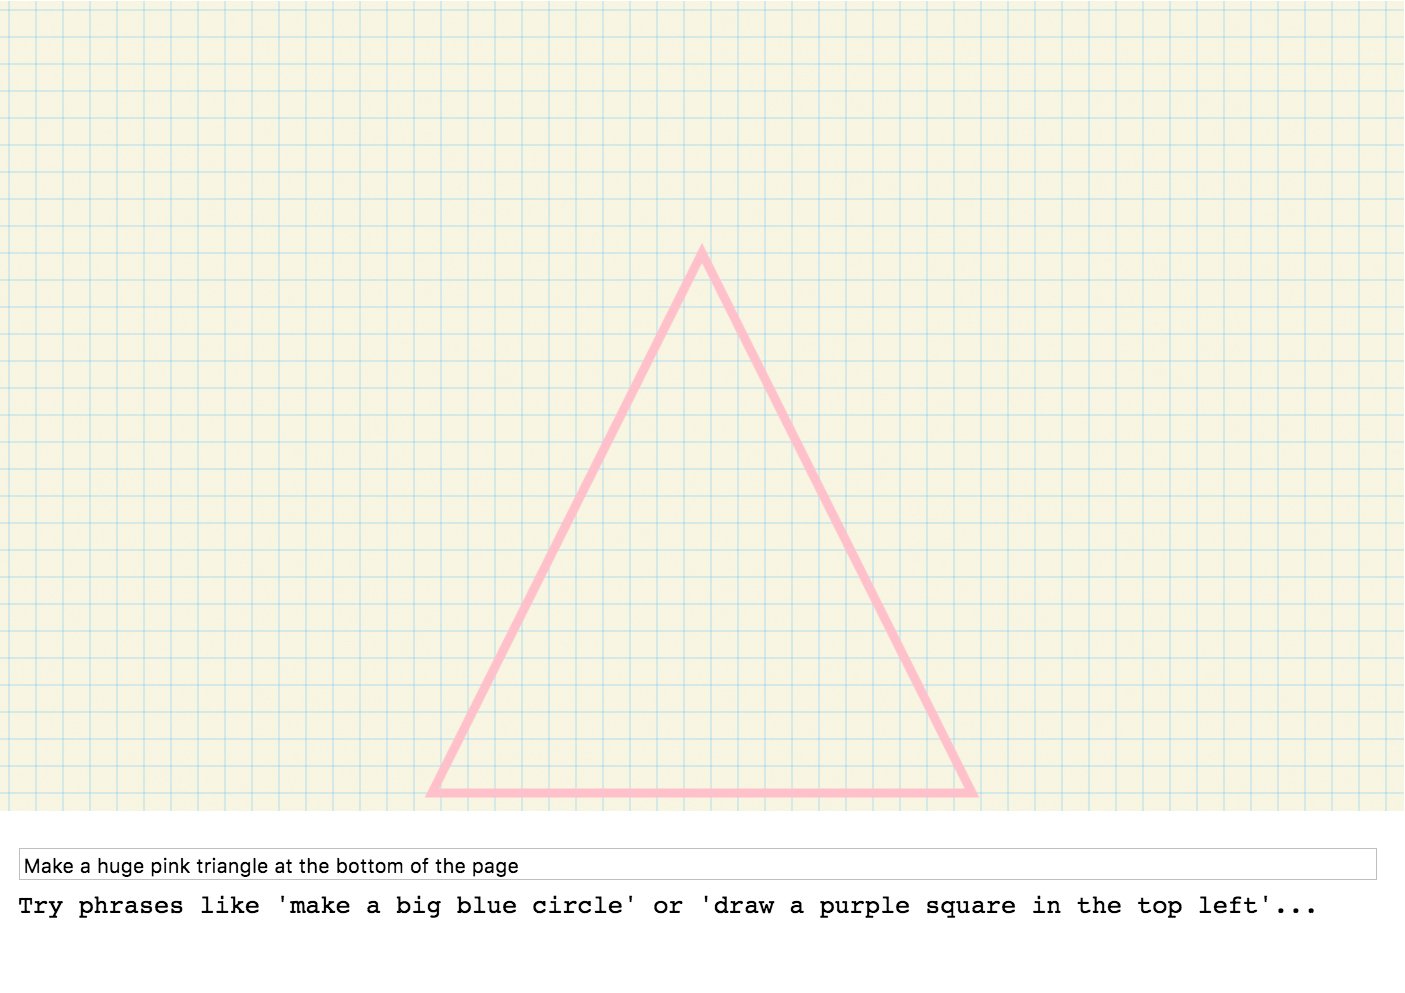 Make a huge pink triangle at the bottom of the page
Try phrases like 'make a big blue circle' or 'draw a purple square in the top left'...